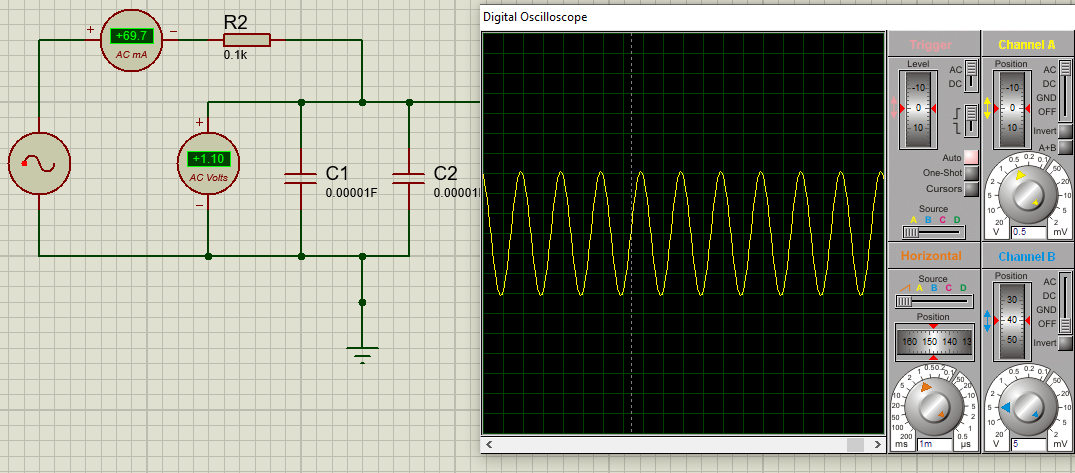 Digital Oscilloscope
R2
+
+69.7
−
AC mA
0.1k
+
+1.10
AC Volts
−
C1
0.00001F
C2
0.00001
Trigger
Level
AC
DC
-10
0
10
Auto
One-Shot
Cursors
Source
A B C D
Channel A
Position
AC
DC
GND
OFF
-10
0
10
Invert
A+B
0.5 0.2 0.1
1 50
2 20
5 10
10 5
20 2
V 0.5 mV
Horizontal
Source
A B C D
Position
160 150 140 13
1 0.50.2 0.1
2 50
5 20
10 10
20 5
50 2
100 1
200 0.5
ms 1m µs
Channel B
Position
AC
DC
GND
OFF
30
40
50
Invert
0.5 0.2 0.1
1 50
2 20
5 10
10 5
20 2
V 5 mV